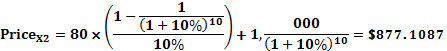 Price_X2 = 80 × ( (1 − 1/(1 + 10%)^10) / 10% ) + 1, 000/(1 + 10%)^10 = $877.1087